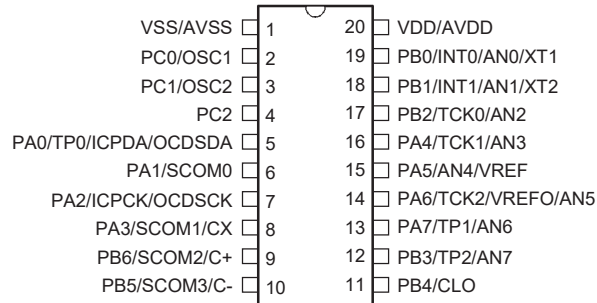 VSS/AVSS 1 20 VDD/AVDD
PC0/OSC1 2 19 PB0/INT0/AN0/XT1
PC1/OSC2 3 18 PB1/INT1/AN1/XT2
PC2 4 17 PB2/TCK0/AN2
PA0/TP0/ICPDA/OCDSDA 5 16 PA4/TCK1/AN3
PA1/SCOM0 6 15 PA5/AN4/VREF
PA2/ICPCK/OCDSCK 7 14 PA6/TCK2/VREFO/AN5
PA3/SCOM1/CX 8 13 PA7/TP1/AN6
PB6/SCOM2/C+ 9 12 PB3/TP2/AN7
PB5/SCOM3/C- 10 11 PB4/CLO